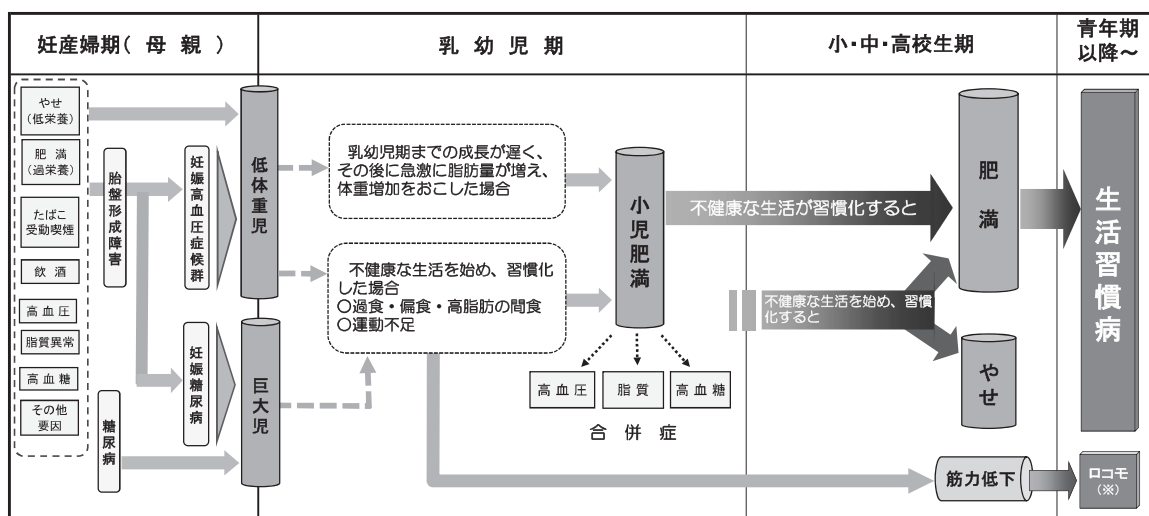 妊産婦期(母親)
乳幼児期
小・中・高校生期
青年期
以降～
やせ
(低栄養)
肥満
(過栄養)
たばこ
受動喫煙
飲酒
高血圧
脂質異常
高血糖
その他
要因
胎盤形成障害
糖尿病
妊娠高血圧症候群
妊娠糖尿病
低体重児
巨大児
乳幼児期までの成長が遅く、
その後に急激に脂肪量が増え、
体重増加をおこした場合
不健康な生活を始め、習慣化
した場合
○過食・偏食・高脂肪の間食
○運動不足
小児肥満
高血圧
脂質
高血糖
合併症
不健康な生活が習慣化すると
不健康な生活を始め、習慣
化すると
肥満
やせ
筋力低下
生活習慣病
ロコモ
(※)